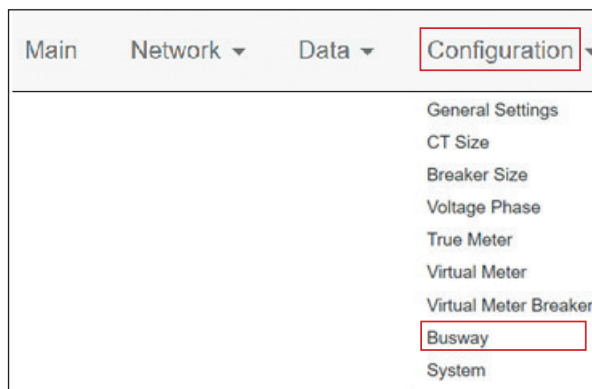 Main Network Data Configuration
General Settings
CT Size
Breaker Size
Voltage Phase
True Meter
Virtual Meter
Virtual Meter Breaker
Busway
System